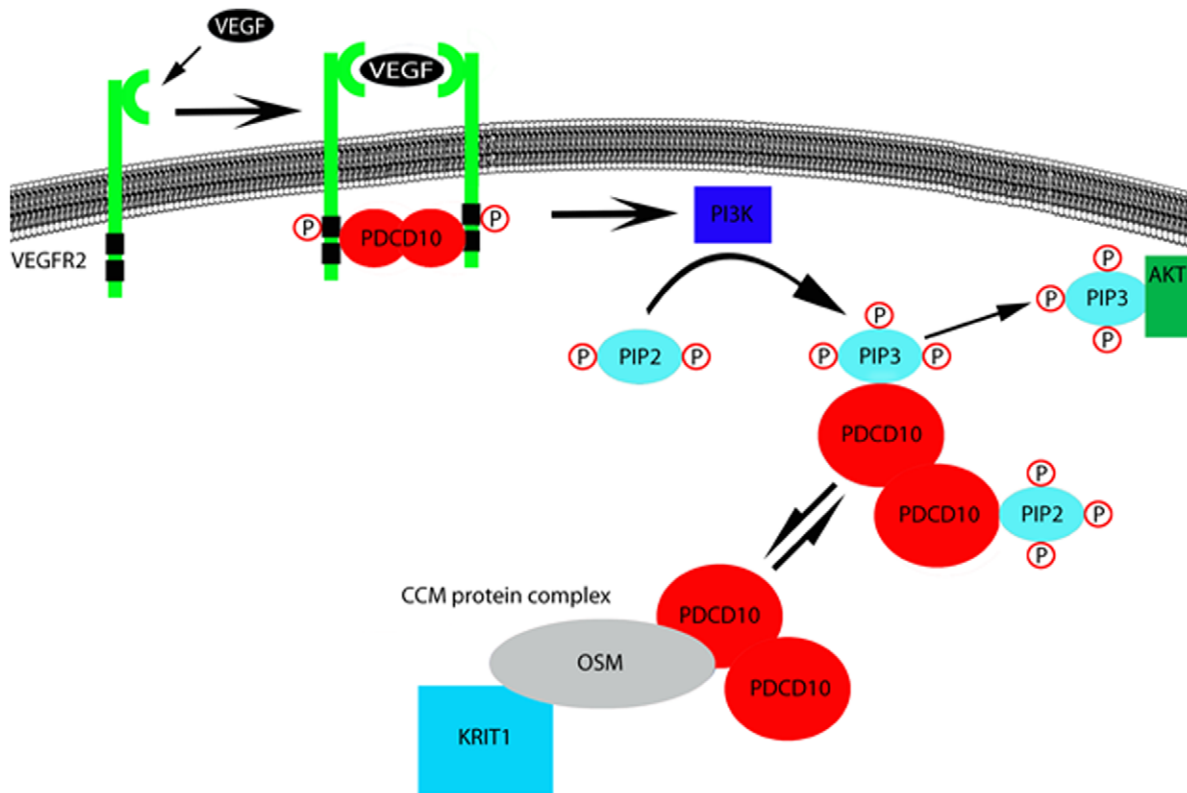 VEGF
VEGF
VEGFR2
P
PDCD10
P
PI3K
P
PIP2
P
P
P
PIP3
P
P
P
PIP3
P
AKT
PDCD10
PDCD10
P
PIP2
P
P
CCM protein complex
PDCD10
OSM
PDCD10
KRIT1